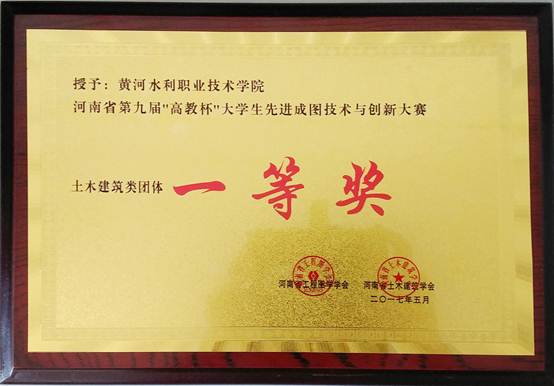 授予：黄河水利职业技术学院
河南省第九届"高教杯"大学生先进成图技术与创新大赛
土木建筑类团体 一等奖
河南省工程图学学会 河南省土木建筑学会
二〇一七年五月